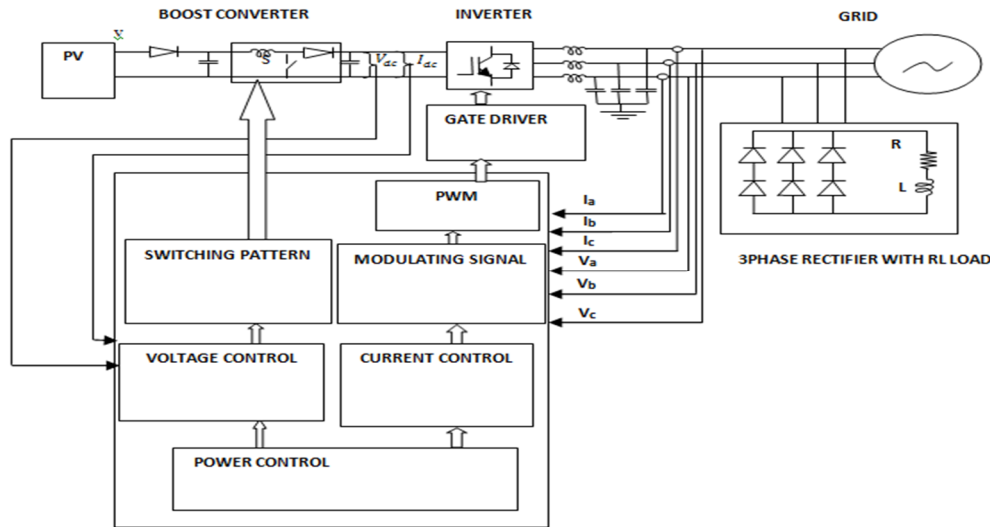 BOOST CONVERTER
INVERTER
GRID
PV
V
S
Vdc
Idc
GATE DRIVER
PWM
R
L
Ia
Ib
Ic
Va
Vb
Vc
SWITCHING PATTERN
MODULATING SIGNAL
3PHASE RECTIFIER WITH RL LOAD
VOLTAGE CONTROL
CURRENT CONTROL
POWER CONTROL